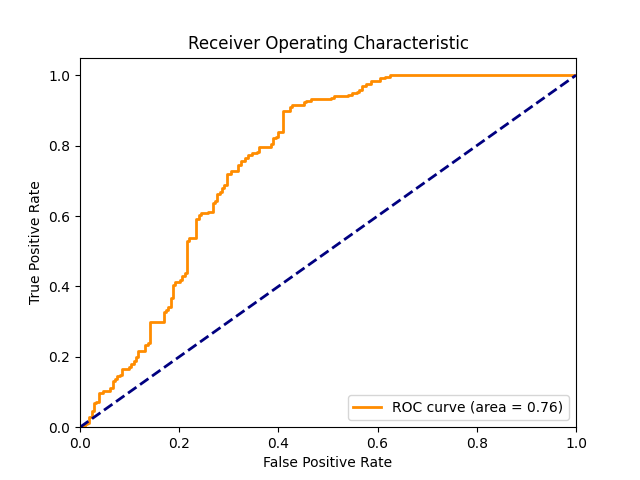 Receiver Operating Characteristic
True Positive Rate
1.0
0.8
0.6
0.4
0.2
0.0
ROC curve (area = 0.76)
0.0 0.2 0.4 0.6 0.8 1.0
False Positive Rate